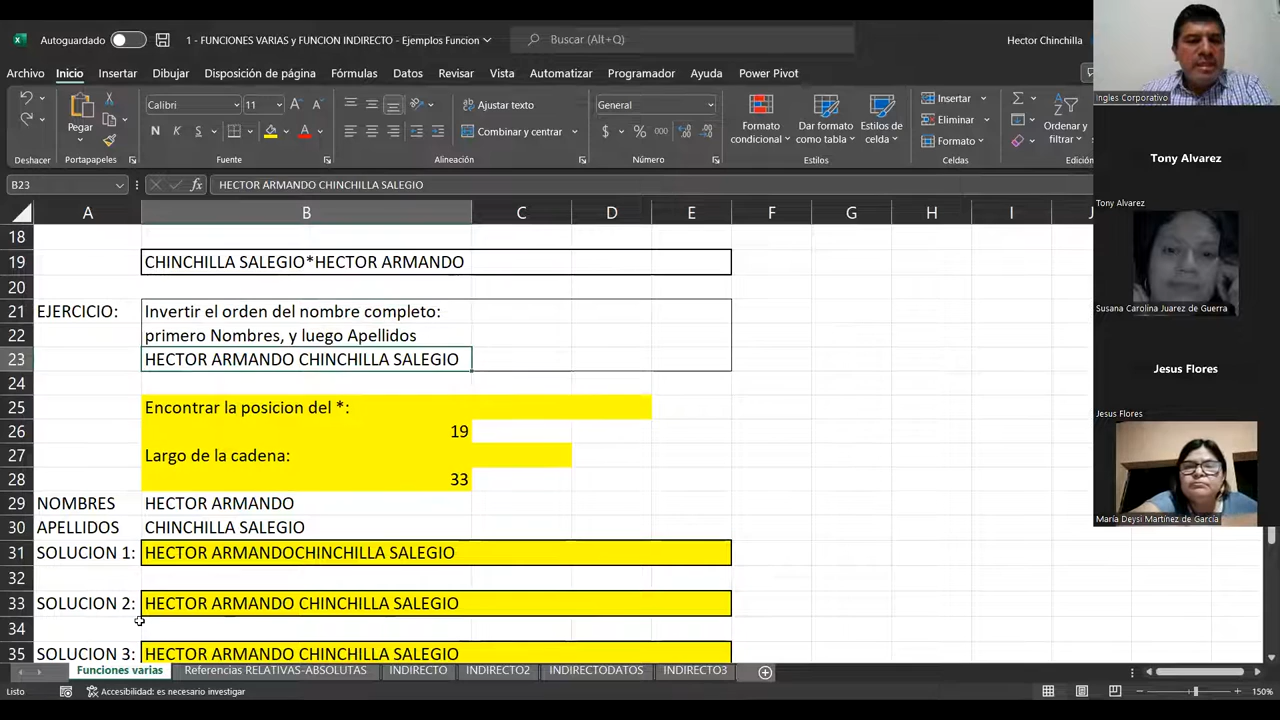 Autoguardado
1 - FUNCIONES VARIAS y FUNCION INDIRECTO - Ejemplos Funcion
Buscar (Alt+Q)
Hector Chinchilla
Archivo Inicio Insertar Dibujar Disposición de página Fórmulas Datos Revisar Vista Automatizar Programador Ayuda Power Pivot
Pegar
Calibri 11
Ajustar texto
General
Insertar
N K S
Combinar y centrar
$ % 000
Formato condicional
Dar formato como tabla
Estilos de celda
Eliminar
Formato
Ordenar y filtrar
Deshacer Portapapeles Fuente Alineación Número Estilos Celdas Edición
B23 fx HECTOR ARMANDO CHINCHILLA SALEGIO
A B C D E F G H I J
18
19 CHINCHILLA SALEGIO*HECTOR ARMANDO
20
21 EJERCICIO: Invertir el orden del nombre completo:
22 primero Nombres, y luego Apellidos
23 HECTOR ARMANDO CHINCHILLA SALEGIO
24
25 Encontrar la posicion del *:
26 19
27 Largo de la cadena:
28 33
29 NOMBRES HECTOR ARMANDO
30 APELLIDOS CHINCHILLA SALEGIO
31 SOLUCION 1: HECTOR ARMANDOCHINCHILLA SALEGIO
32
33 SOLUCION 2: HECTOR ARMANDO CHINCHILLA SALEGIO
34
35 SOLUCION 3: HECTOR ARMANDO CHINCHILLA SALEGIO
Funciones varias Referencias RELATIVAS-ABSOLUTAS INDIRECTO INDIRECTO2 INDIRECTODATOS INDIRECTO3
Listo Accesibilidad: es necesario investigar 150%
Ingles Corporativo
Tony Alvarez
Tony Alvarez
Susana Carolina Juarez de Guerra
Jesus Flores
Jesus Flores
María Deysi Martínez de García